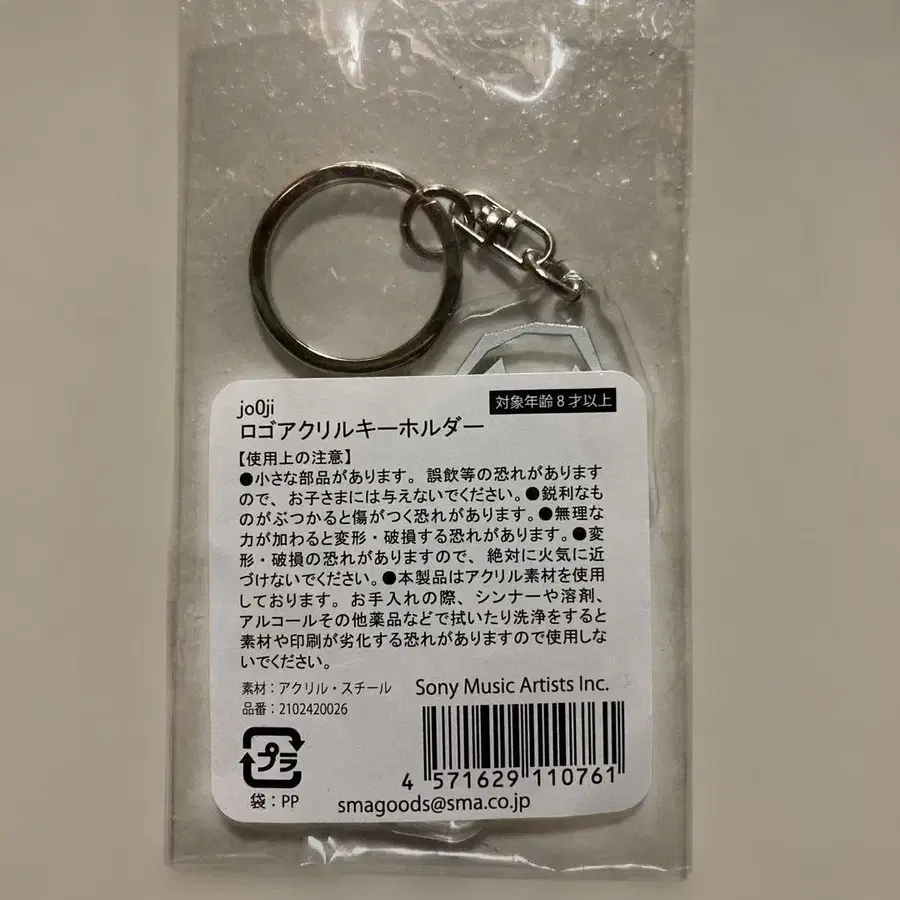 jo0ji
対象年齢8才以上
ロゴアクリルキーホルダー
【使用上の注意】
●小さな部品があります。誤飲等の恐れがあります
ので、お子さまには与えないでください。●鋭利なも
のがぶつかると傷がつく恐れがあります。●無理な
力が加わると変形・破損する恐れがあります。●変
形・破損の恐れがありますので、絶対に火気に近
づけないでください。●本製品はアクリル素材を使用
しております。お手入れの際、シンナーや溶剤、
アルコールその他薬品などで拭いたり洗浄をすると
素材や印刷が劣化する恐れがありますので使用しな
いでください。
素材：アクリル・スチール
Sony Music Artists Inc.
品番：2102420026
プラ
4 571629 110761
袋：PP
smagoods@sma.co.jp